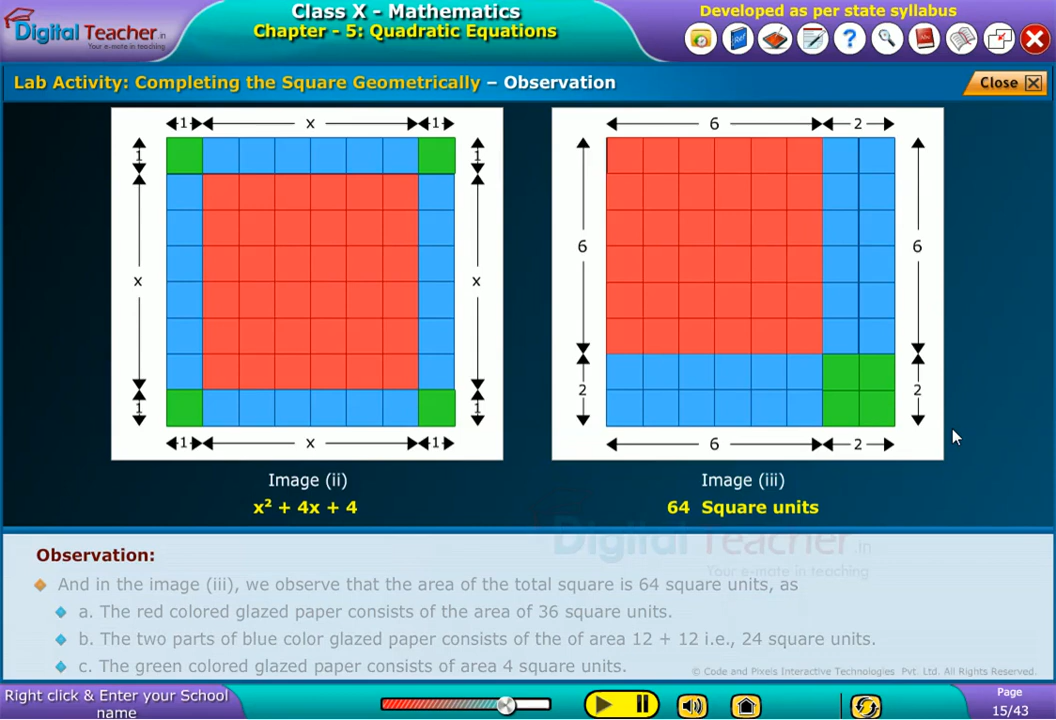 Digital Teacher.in
Your e-mate in teaching
Class X - Mathematics
Chapter - 5: Quadratic Equations
Developed as per state syllabus
Lab Activity: Completing the Square Geometrically – Observation
Close
1 x 1
1 1
x x
1 1
1 x 1
Image (ii)
x² + 4x + 4
6 2
6 6
2 2
6 2
Image (iii)
64 Square units
Digital Teacher.in
Your e-mate in teaching
Observation:
And in the image (iii), we observe that the area of the total square is 64 square units, as
a. The red colored glazed paper consists of the area of 36 square units.
b. The two parts of blue color glazed paper consists of the of area 12 + 12 i.e., 24 square units.
c. The green colored glazed paper consists of area 4 square units.
© Code and Pixels Interactive Technologies Pvt. Ltd. All Rights Reserved.
Right click & Enter your School
name
Page
15/43